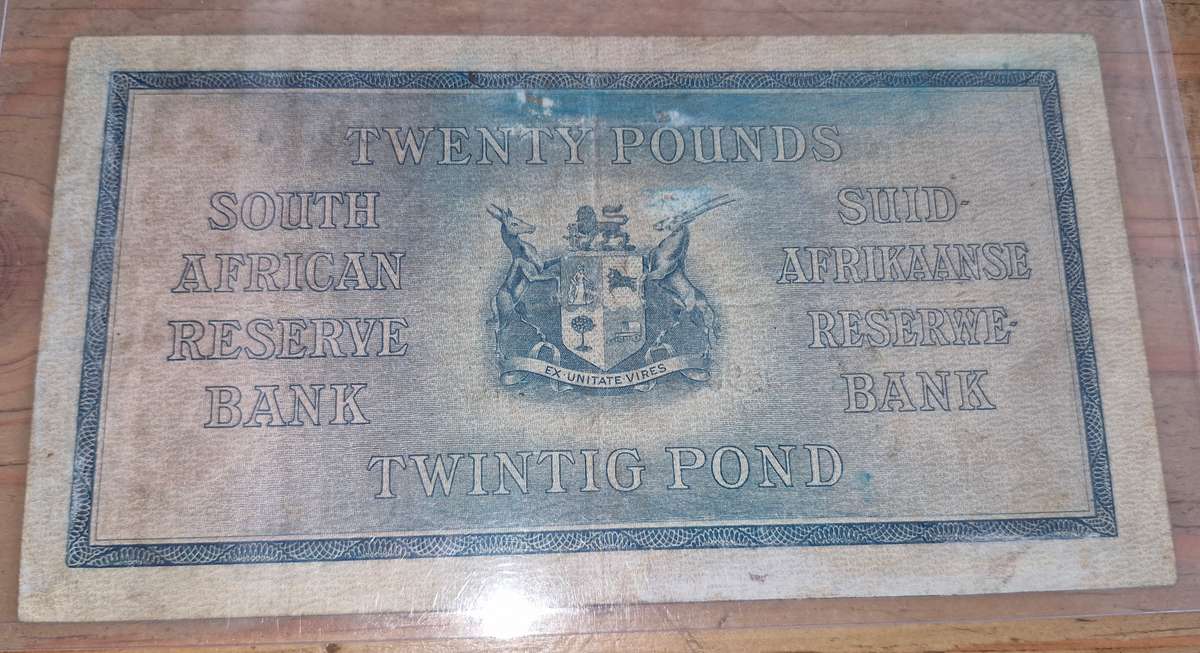 TWENTY POUNDS
SOUTH
AFRICAN
RESERVE
BANK
SUID-
AFRIKAANSE
RESERWE-
BANK
EX·UNITATE·VIRES
TWINTIG POND